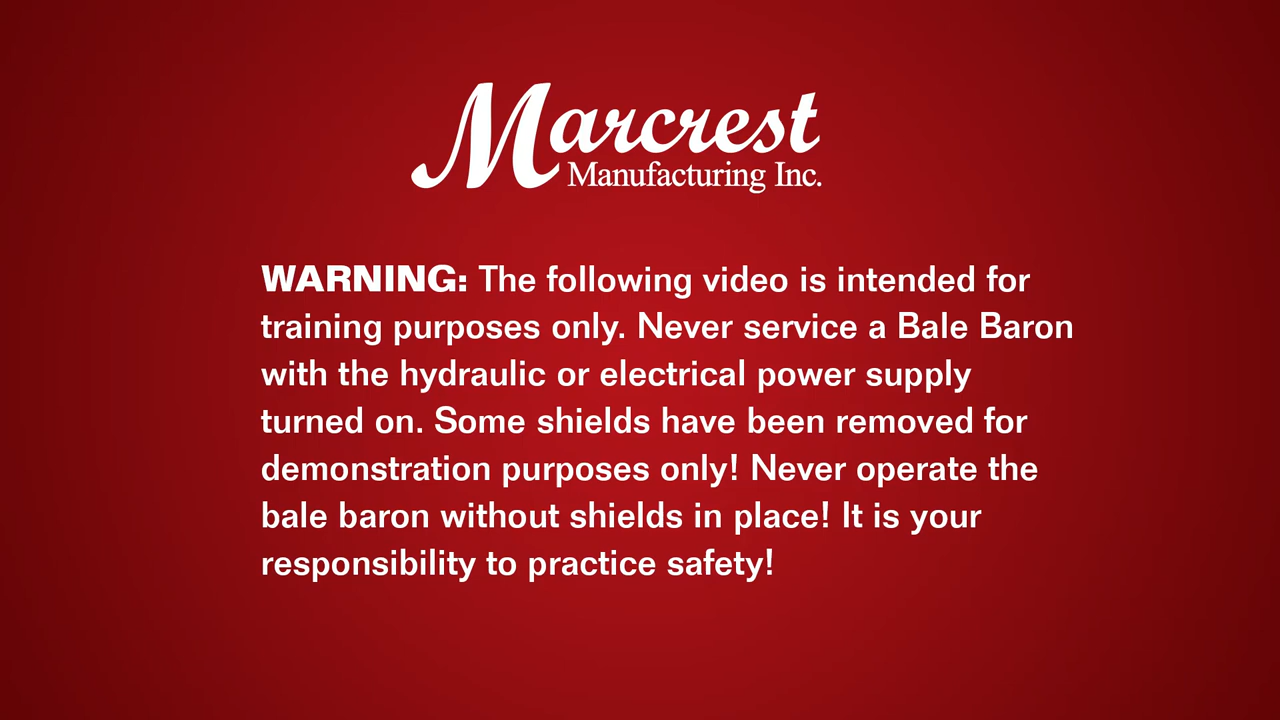 Marcrest
Manufacturing Inc.
WARNING: The following video is intended for
training purposes only. Never service a Bale Baron
with the hydraulic or electrical power supply
turned on. Some shields have been removed for
demonstration purposes only! Never operate the
bale baron without shields in place! It is your
responsibility to practice safety!